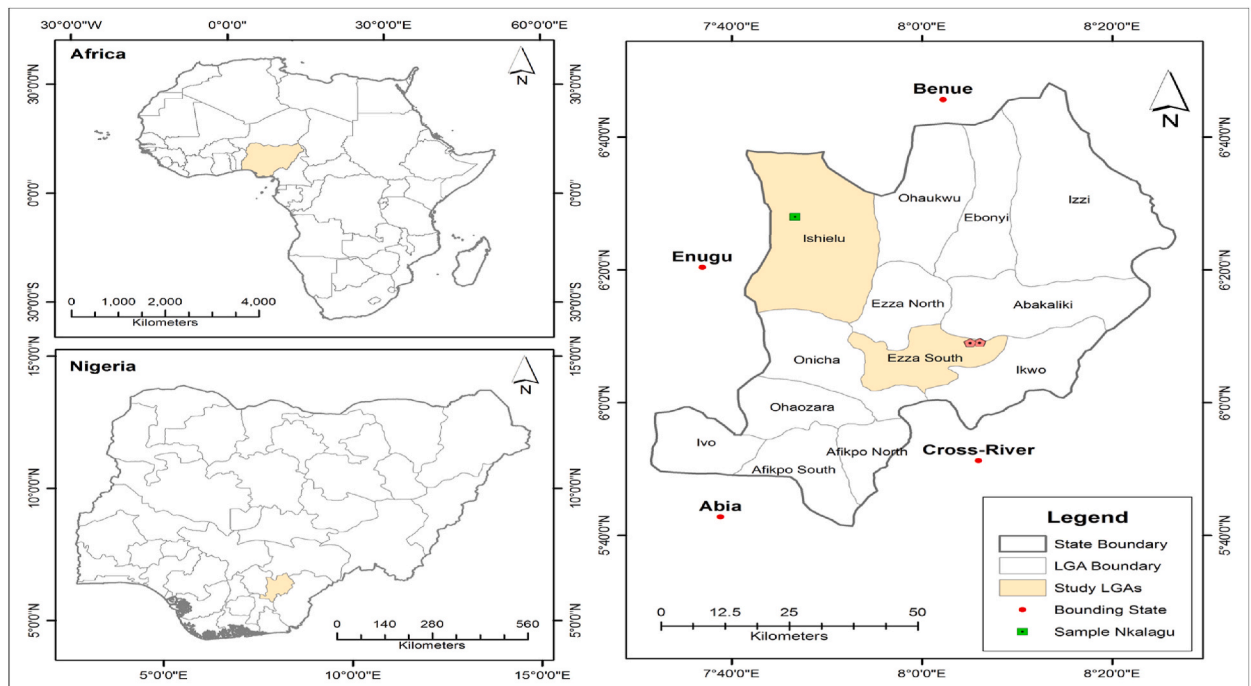 30°0'0"W 0°0'0"E 30°0'0"E 60°0'0"E
Africa
N
30°0'0"N
0°0'0"
30°0'0"S
0 1,000 2,000 4,000
Kilometers
Nigeria
N
15°0'0"N
10°0'0"N
5°0'0"N
0 140 280 560
Kilometers
5°0'0"E 10°0'0"E 15°0'0"E
7°40'0"E 8°0'0"E 8°20'0"E
N
6°40'0"N
6°20'0"N
6°0'0"N
5°40'0"N
Benue
Ohaukwu
Izzi
Ebonyi
Ishielu
Enugu
Ezza North
Abakaliki
Onicha
Ezza South
Ikwo
Ohaozara
Ivo
Afikpo North
Cross-River
Afikpo South
Abia
Legend
State Boundary
LGA Boundary
Study LGAs
Bounding State
Sample Nkalagu
0 12.5 25 50
Kilometers
7°40'0"E 8°0'0"E 8°20'0"E
15°0'0"N
10°0'0"N
5°0'0"N
30°0'0"N
0°0'0"
30°0'0"S
6°40'0"N
6°20'0"N
6°0'0"N
5°40'0"N